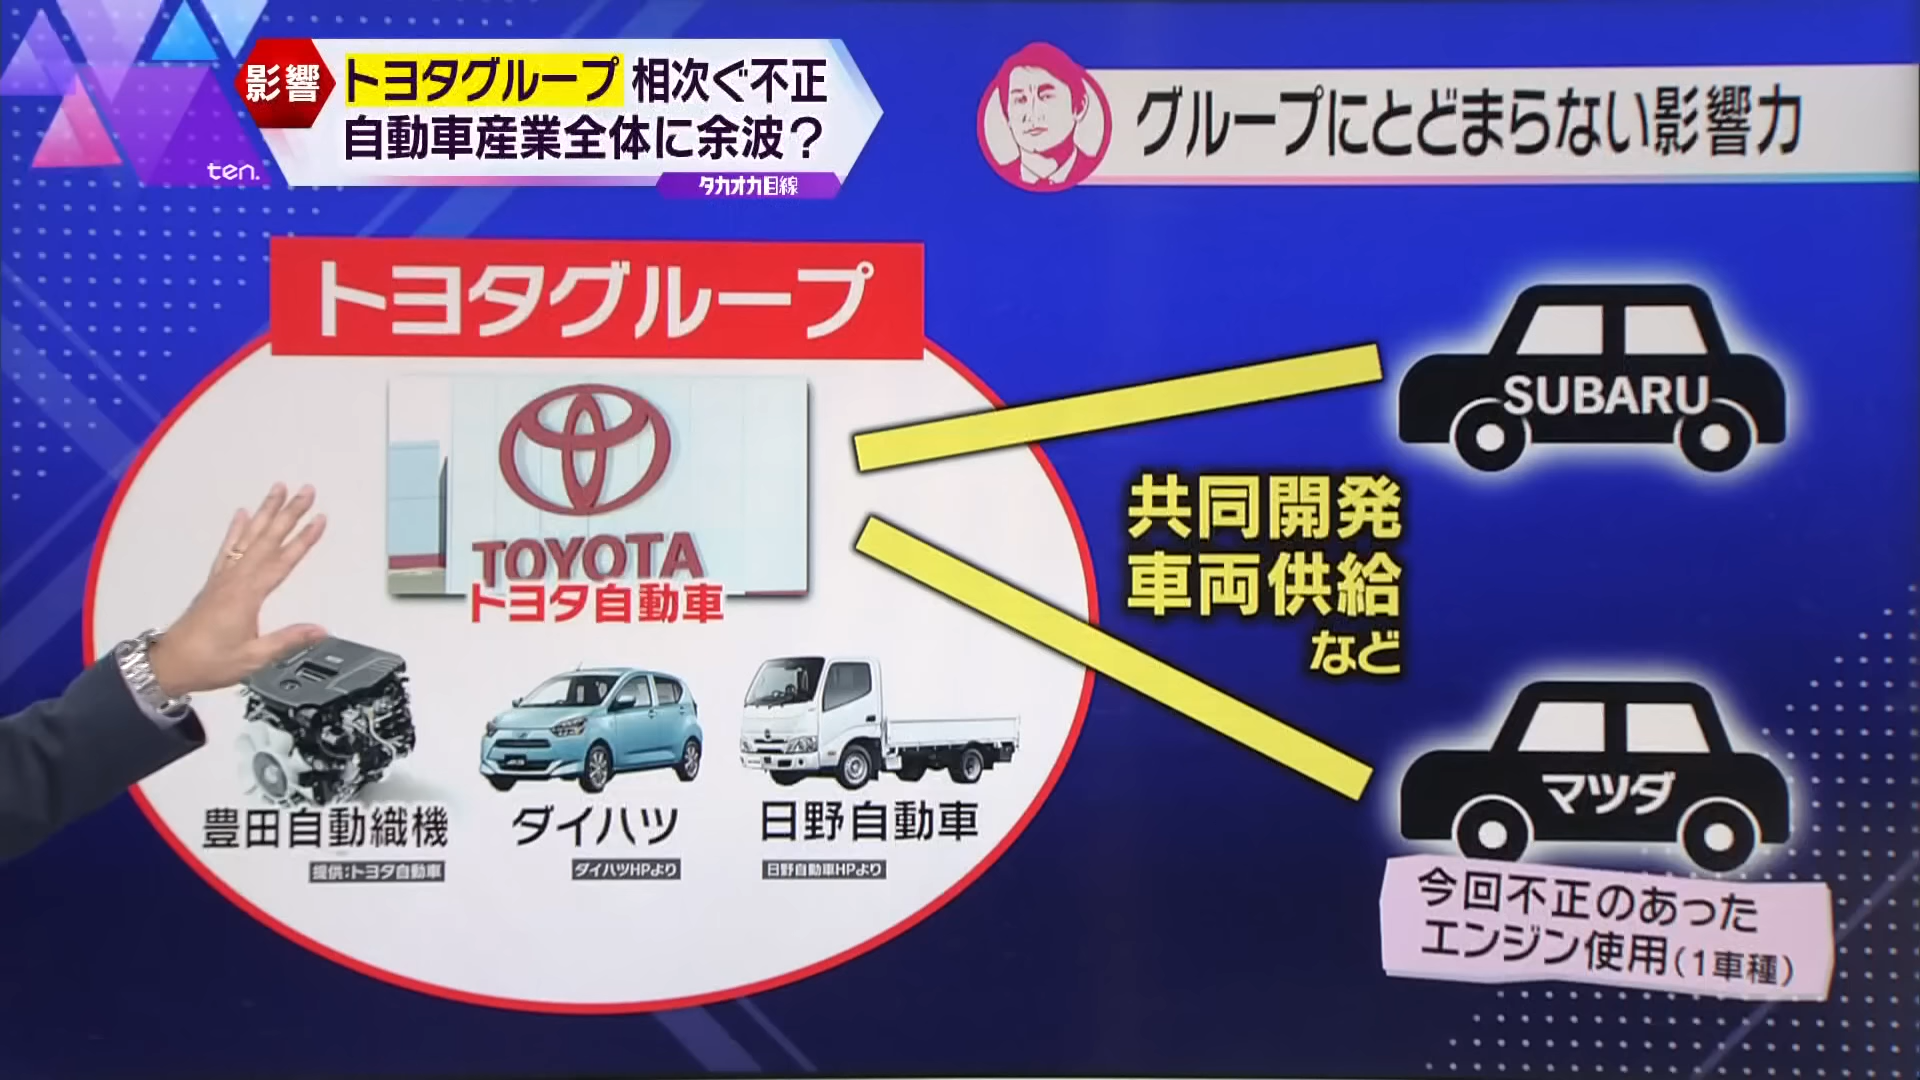 影響
トヨタグループ 相次ぐ不正
自動車産業全体に余波？
ten.
タカオカ目線
グループにとどまらない影響力
トヨタグループ
TOYOTA
トヨタ自動車
SUBARU
共同開発
車両供給
など
豊田自動織機
提供：トヨタ自動車
ダイハツ
ダイハツHPより
日野自動車
日野自動車HPより
マツダ
今回不正のあった
エンジン使用（1車種）